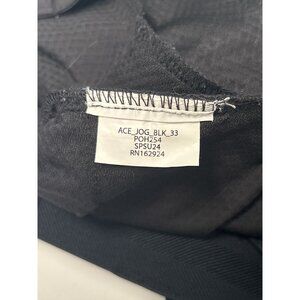 ACE_JOG_BLK_33
POH254
SPSU24
RN162924